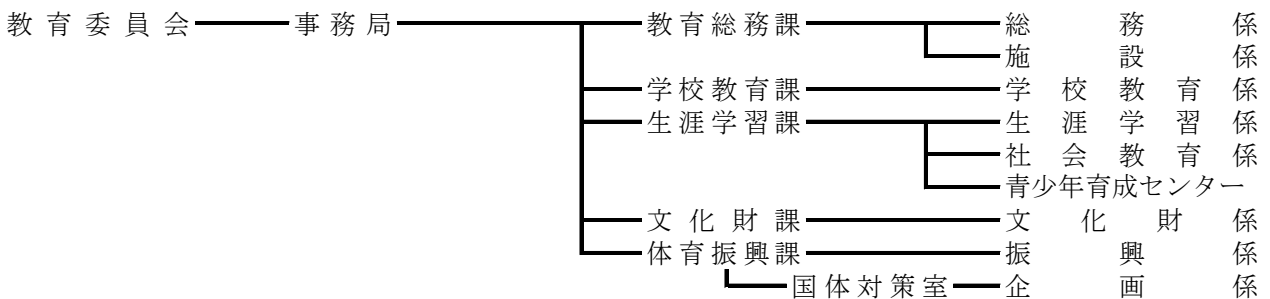 教育委員会 事務局 教育総務課 総務係
施設係
学校教育課 学校教育係
生涯学習課 生涯学習係
社会教育係
青少年育成センター
文化財課 文化財係
体育振興課 振興係
国体対策室 企画係